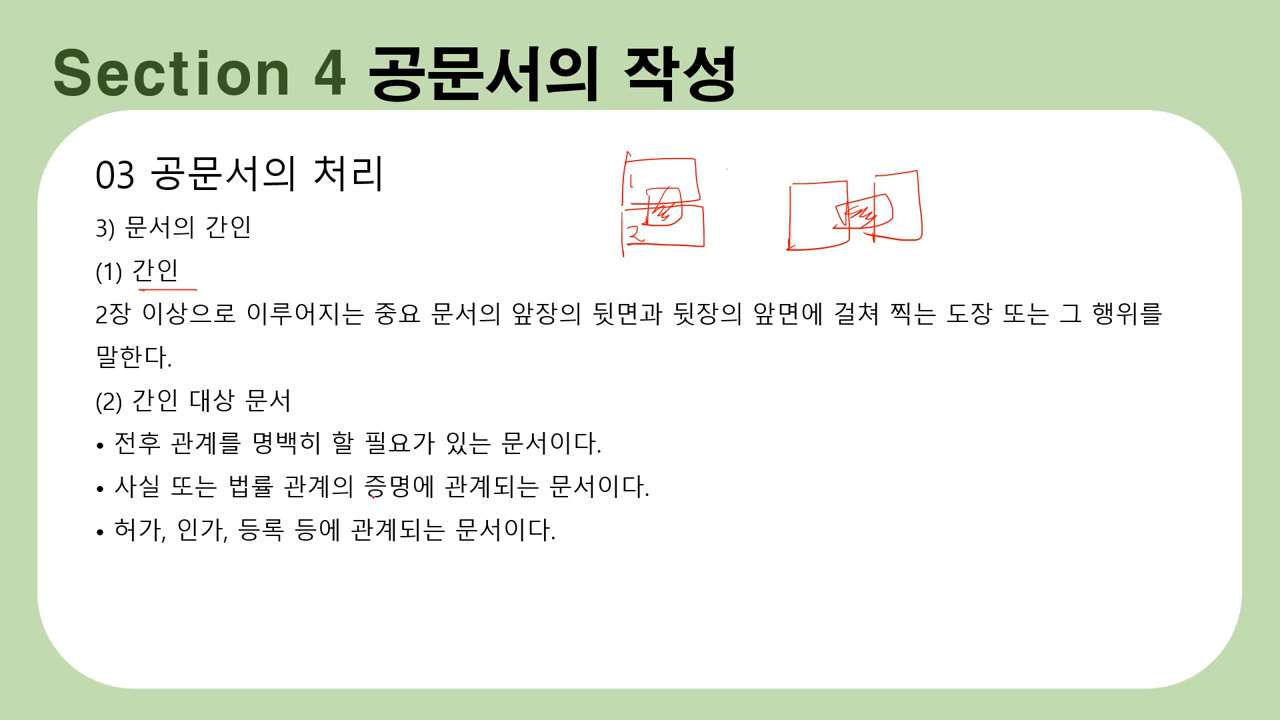 Section 4 공문서의 작성
03 공문서의 처리
3) 문서의 간인
(1) 간인
2장 이상으로 이루어지는 중요 문서의 앞장의 뒷면과 뒷장의 앞면에 걸쳐 찍는 도장 또는 그 행위를
말한다.
(2) 간인 대상 문서
• 전후 관계를 명백히 할 필요가 있는 문서이다.
• 사실 또는 법률 관계의 증명에 관계되는 문서이다.
• 허가, 인가, 등록 등에 관계되는 문서이다.
1
2